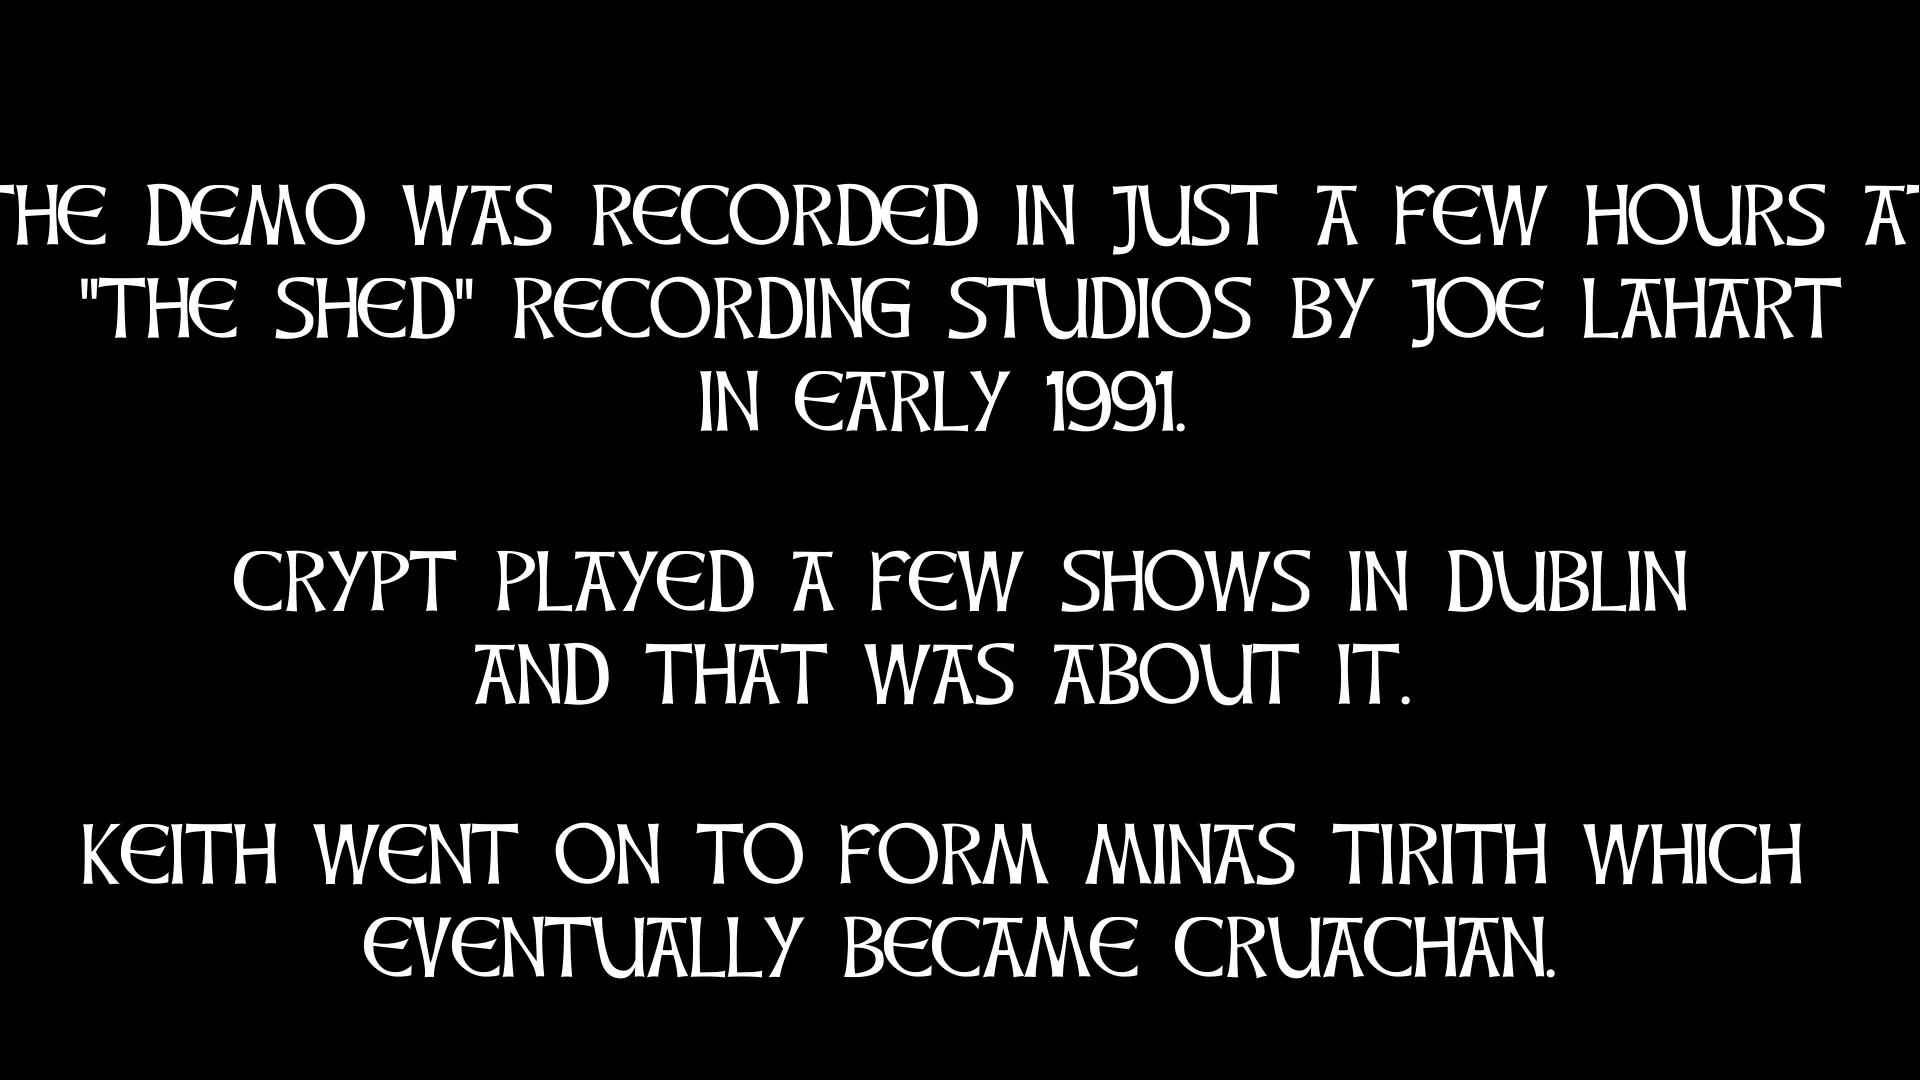 THE DEMO WAS RECORDED IN JUST A FEW HOURS AT
"THE SHED" RECORDING STUDIOS BY JOE LAHART
IN EARLY 1991.
CRYPT PLAYED A FEW SHOWS IN DUBLIN
AND THAT WAS ABOUT IT.
KEITH WENT ON TO FORM MINAS TIRITH WHICH
EVENTUALLY BECAME CRUACHAN.